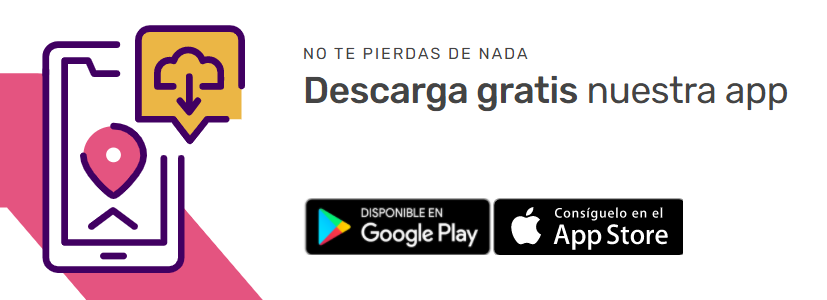 NO TE PIERDAS DE NADA
Descarga gratis nuestra app
DISPONIBLE EN
Google Play
Consíguelo en el
App Store